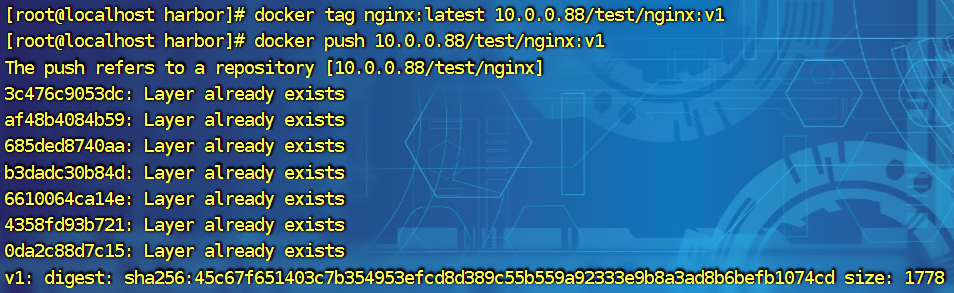 [root@localhost harbor]# docker tag nginx:latest 10.0.0.88/test/nginx:v1
[root@localhost harbor]# docker push 10.0.0.88/test/nginx:v1
The push refers to a repository [10.0.0.88/test/nginx]
3c476c9053dc: Layer already exists
af48b4084b59: Layer already exists
685ded8740aa: Layer already exists
b3dadc30b84d: Layer already exists
6610064ca14e: Layer already exists
4358fd93b721: Layer already exists
0da2c88d7c15: Layer already exists
v1: digest: sha256:45c67f651403c7b354953efcd8d389c55b559a92333e9b8a3ad8b6befb1074cd size: 1778